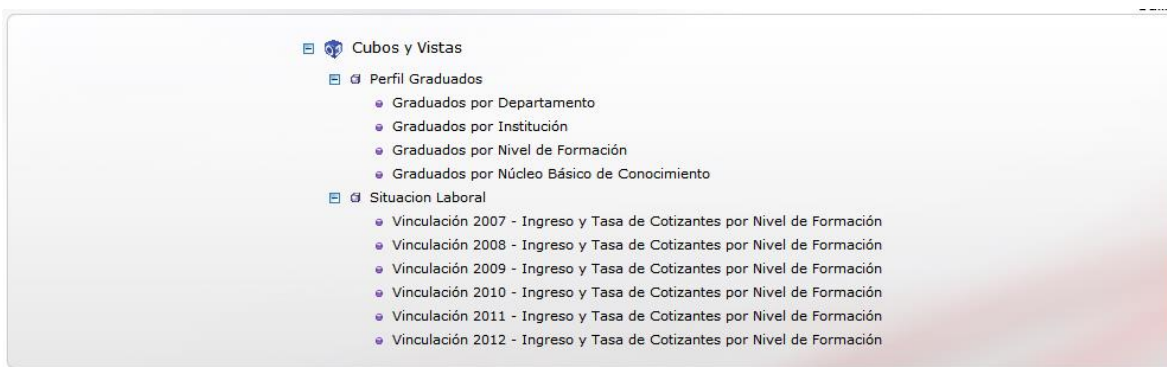 Cubos y Vistas
Perfil Graduados
Graduados por Departamento
Graduados por Institución
Graduados por Nivel de Formación
Graduados por Núcleo Básico de Conocimiento
Situacion Laboral
Vinculación 2007 - Ingreso y Tasa de Cotizantes por Nivel de Formación
Vinculación 2008 - Ingreso y Tasa de Cotizantes por Nivel de Formación
Vinculación 2009 - Ingreso y Tasa de Cotizantes por Nivel de Formación
Vinculación 2010 - Ingreso y Tasa de Cotizantes por Nivel de Formación
Vinculación 2011 - Ingreso y Tasa de Cotizantes por Nivel de Formación
Vinculación 2012 - Ingreso y Tasa de Cotizantes por Nivel de Formación